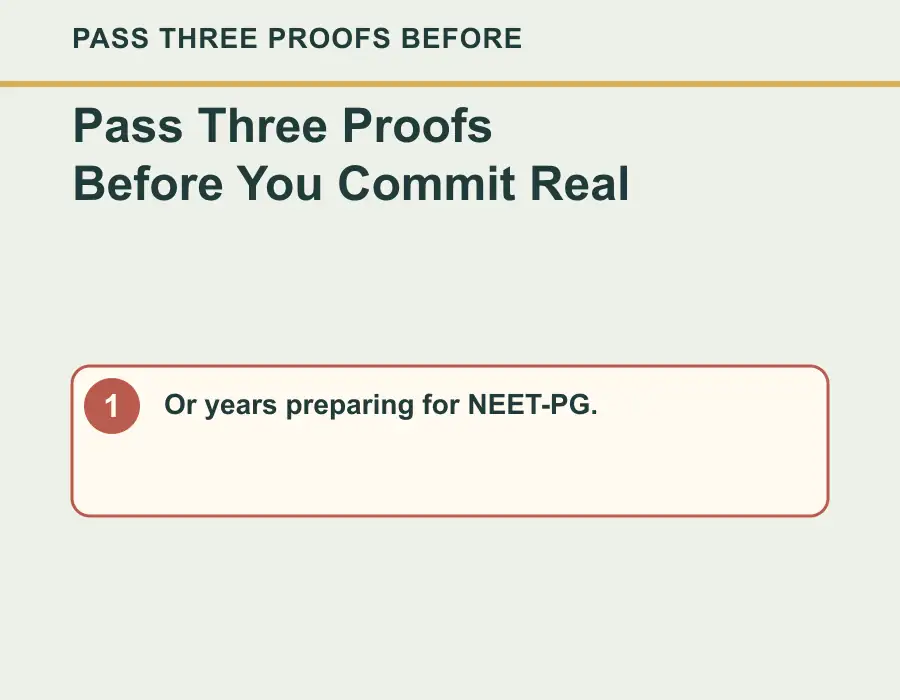 PASS THREE PROOFS BEFORE
Pass Three Proofs
Before You Commit Real
1
Or years preparing for NEET-PG.